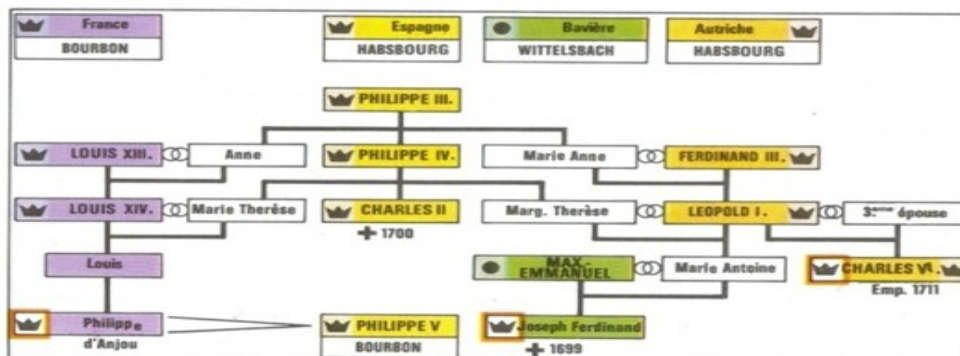 France Espagne Bavière Autriche
BOURBON HABSBOURG WITTELSBACH HABSBOURG
PHILIPPE III.
LOUIS XIII. Anne PHILIPPE IV. Marie Anne FERDINAND III.
LOUIS XIV. Marie Therèse CHARLES II Marg. Therèse LEOPOLD I. 3.eme épouse
+ 1700
Louis MAX.-
EMMANUEL Marie Antoine CHARLES VI.
Emp. 1711
Philippe PHILIPPE V Joseph Ferdinand
d'Anjou BOURBON + 1699